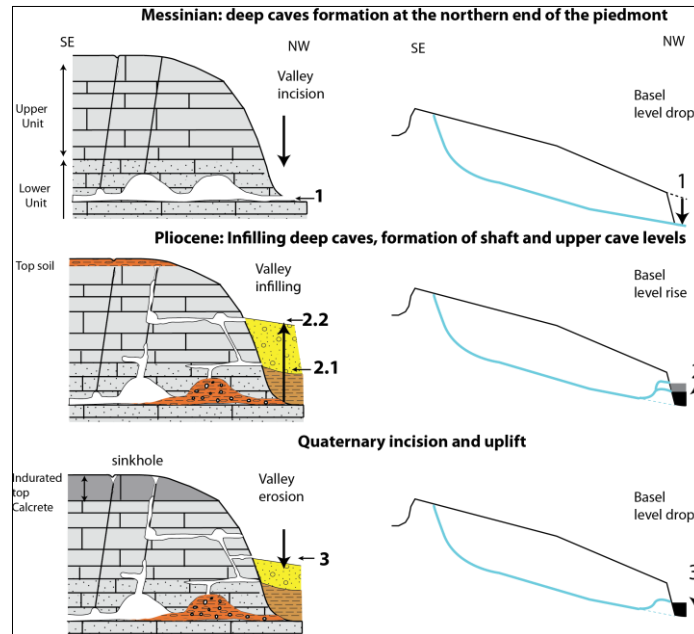 Messinian: deep caves formation at the northern end of the piedmont
SE
NW
SE
NW
Valley
incision
Basel
level drop
Upper
Unit
Lower
Unit
1
1
Pliocene: Infilling deep caves, formation of shaft and upper cave levels
Top soil
Valley
infilling
Basel
level rise
2.2
2.1
2
Quaternary incision and uplift
sinkhole
Indurated
top
Calcrete
Valley
erosion
Basel
level drop
3
3